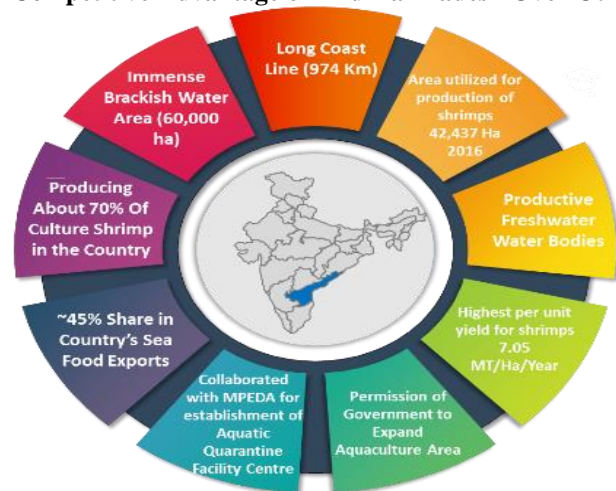 Long Coast
Line (974 Km)
Area utilized for
production of
shrimps
42,437 Ha
2016
Productive
Freshwater
Water Bodies
Highest per unit
yield for shrimps
7.05
MT/Ha/Year
Permission of
Government to
Expand
Aquaculture Area
Collaborated
with MPEDA for
establishment of
Aquatic
Quarantine
Facility Centre
~45% Share in
Country's Sea
Food Exports
Producing
About 70% Of
Culture Shrimp
in the Country
Immense
Brackish Water
Area (60,000
ha)